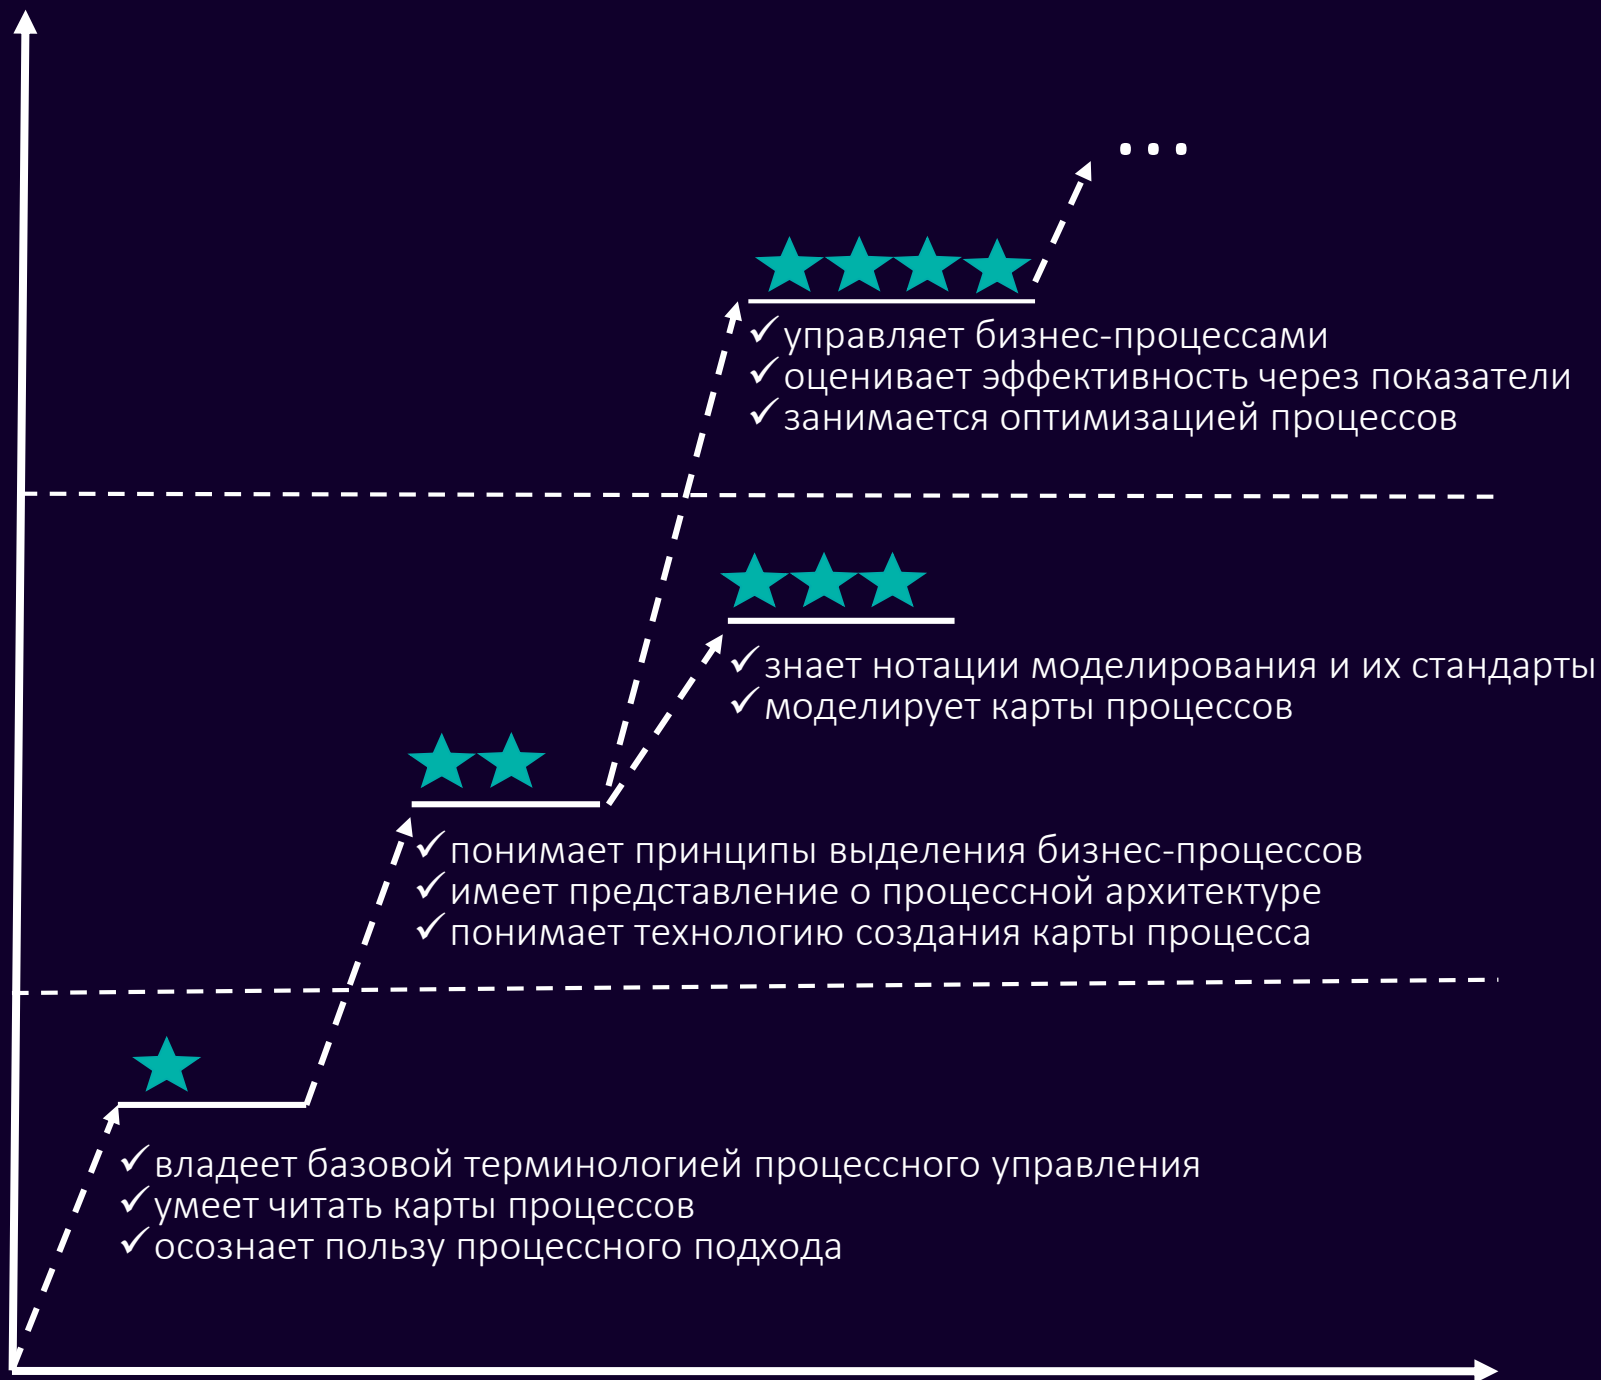 ...
управляет бизнес-процессами
оценивает эффективность через показатели
занимается оптимизацией процессов
знает нотации моделирования и их стандарты
моделирует карты процессов
понимает принципы выделения бизнес-процессов
имеет представление о процессной архитектуре
понимает технологию создания карты процесса
владеет базовой терминологией процессного управления
умеет читать карты процессов
осознает пользу процессного подхода